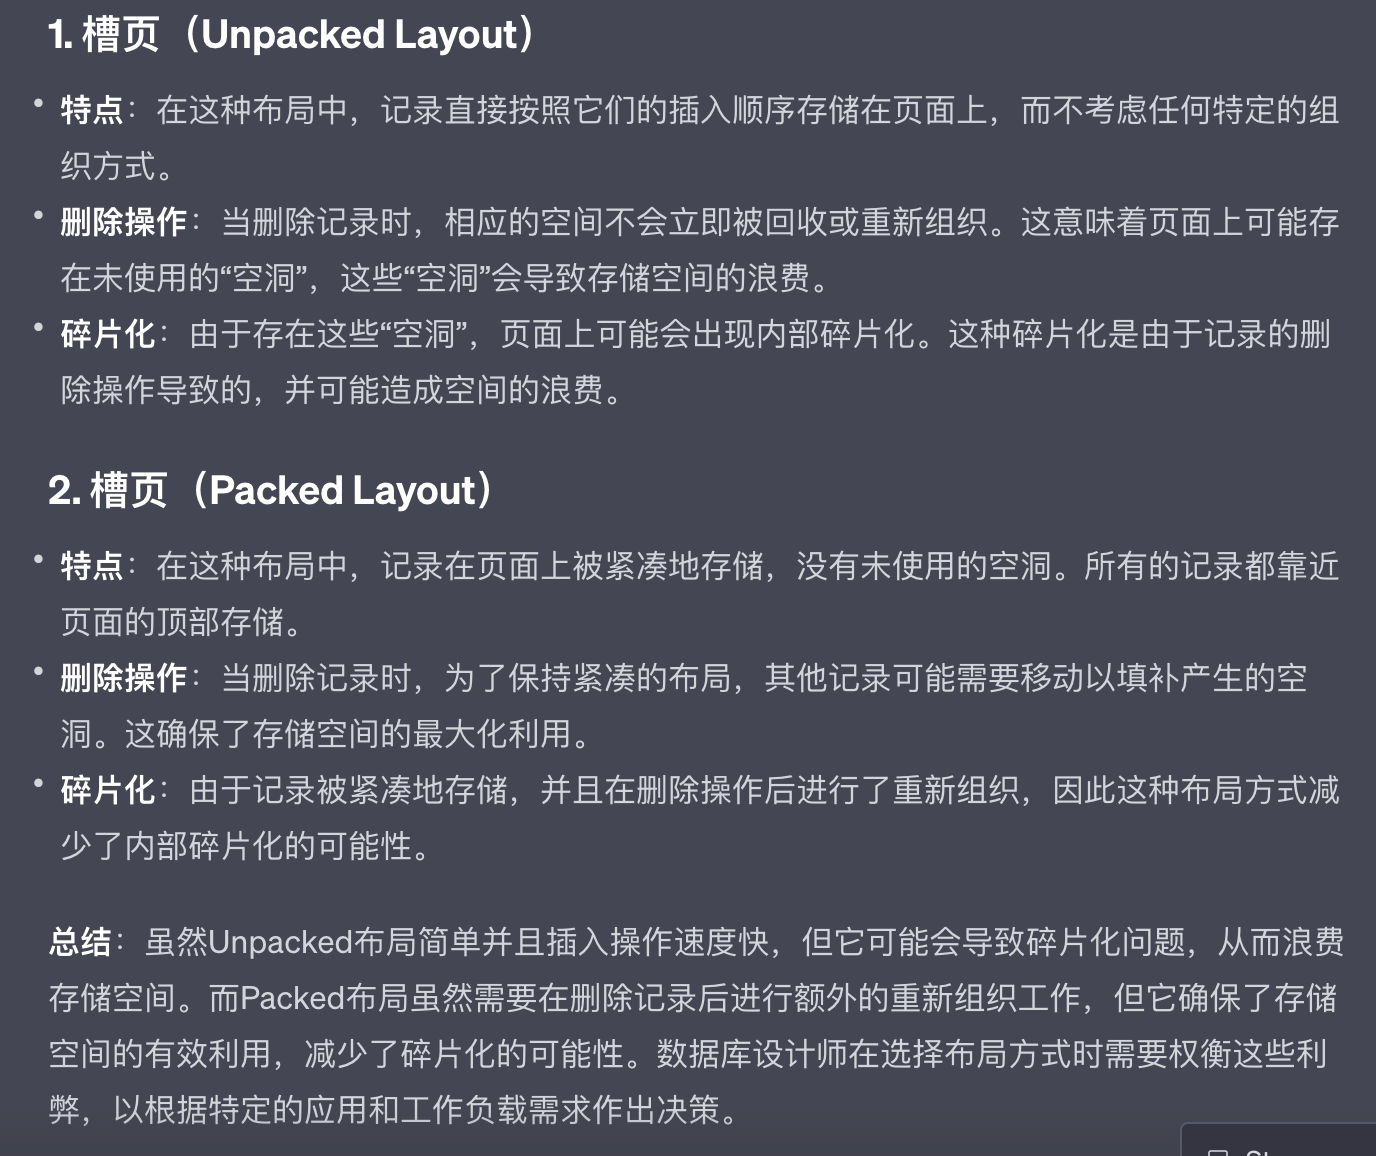 1. 槽页（Unpacked Layout）
• 特点：在这种布局中，记录直接按照它们的插入顺序存储在页面上，而不考虑任何特定的组
织方式。
• 删除操作：当删除记录时，相应的空间不会立即被回收或重新组织。这意味着页面上可能存
在未使用的“空洞”，这些“空洞”会导致存储空间的浪费。
• 碎片化：由于存在这些“空洞”，页面上可能会出现内部碎片化。这种碎片化是由于记录的删
除操作导致的，并可能造成空间的浪费。
2. 槽页（Packed Layout）
• 特点：在这种布局中，记录在页面上被紧凑地存储，没有未使用的空洞。所有的记录都靠近
页面的顶部存储。
• 删除操作：当删除记录时，为了保持紧凑的布局，其他记录可能需要移动以填补产生的空
洞。这确保了存储空间的最大化利用。
• 碎片化：由于记录被紧凑地存储，并且在删除操作后进行了重新组织，因此这种布局方式减
少了内部碎片化的可能性。
总结：虽然Unpacked布局简单并且插入操作速度快，但它可能会导致碎片化问题，从而浪费
存储空间。而Packed布局虽然需要在删除记录后进行额外的重新组织工作，但它确保了存储
空间的有效利用，减少了碎片化的可能性。数据库设计师在选择布局方式时需要权衡这些利
弊，以根据特定的应用和工作负载需求作出决策。